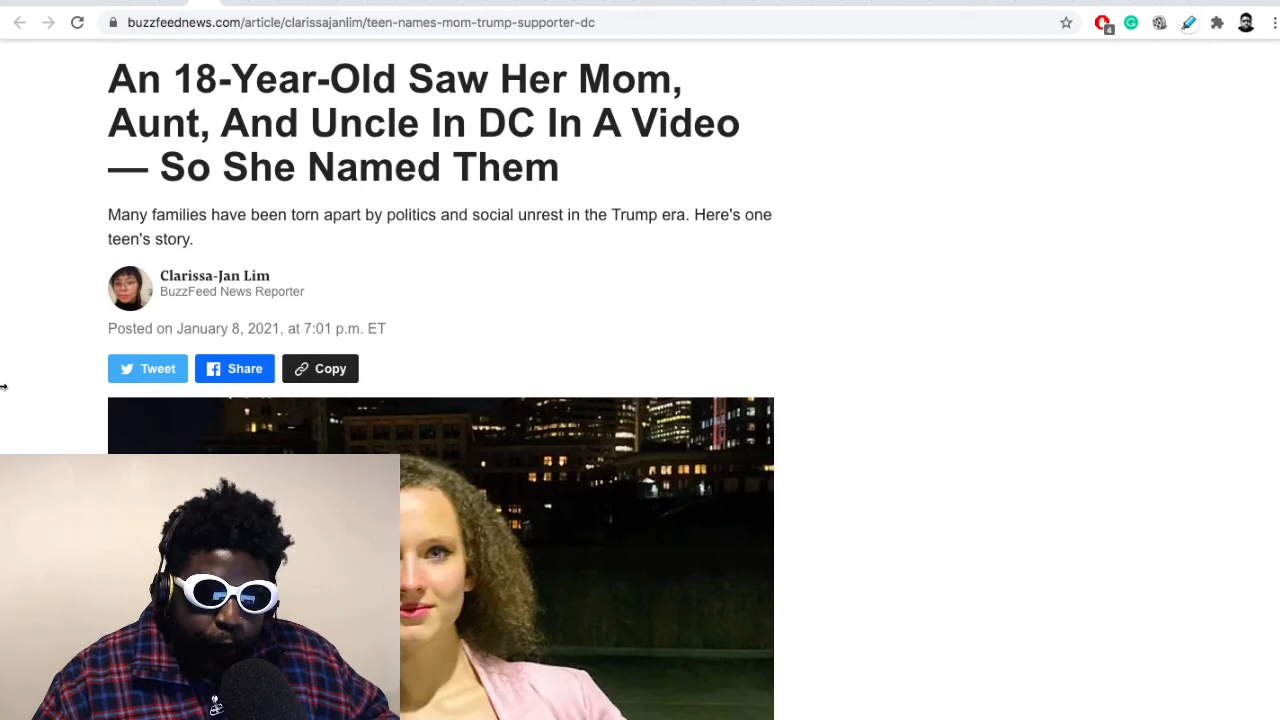 buzzfeednews.com/article/clarissajanlim/teen-names-mom-trump-supporter-dc
4
An 18-Year-Old Saw Her Mom,
Aunt, And Uncle In DC In A Video
— So She Named Them
Many families have been torn apart by politics and social unrest in the Trump era. Here's one
teen's story.
Clarissa-Jan Lim
BuzzFeed News Reporter
Posted on January 8, 2021, at 7:01 p.m. ET
Tweet Share Copy